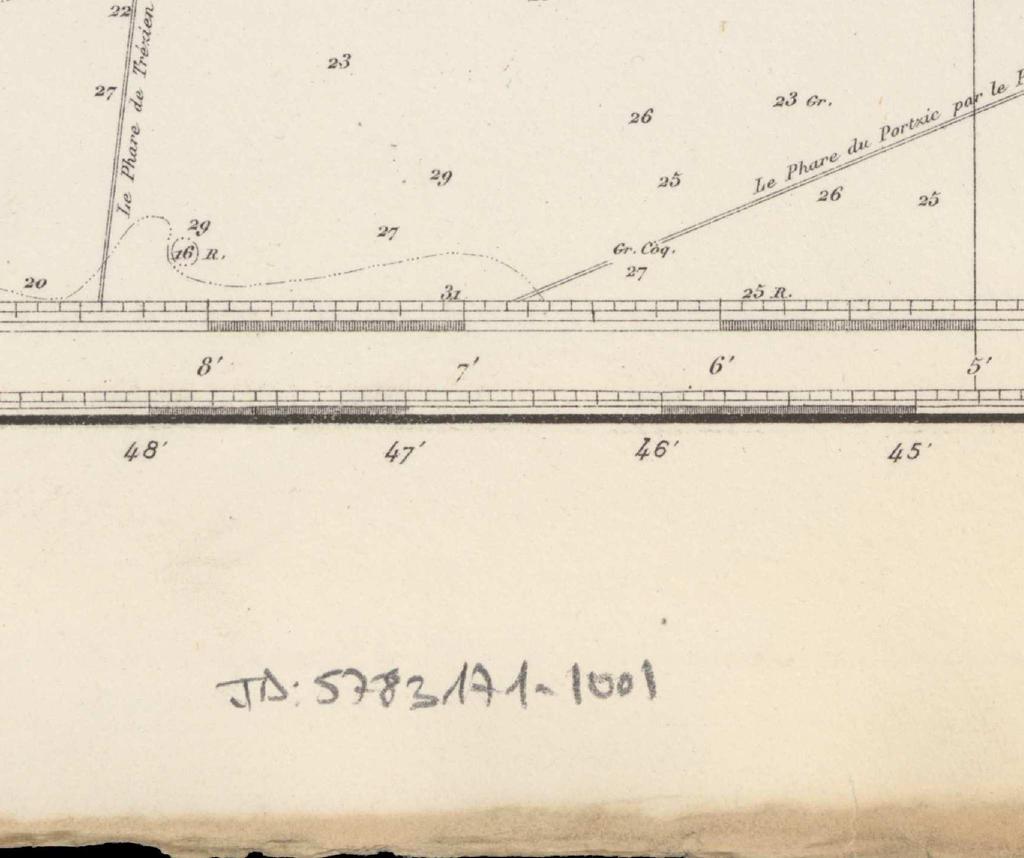 22
Le Phare de Trézien
23
27
26
23 Gr.
Le Phare du Portzic par le
29
25
26
25
29
27
16 R.
Gr. Coq.
27
20
31
25 R.
8' 7' 6' 5'
48' 47' 46' 45'
JD: 5783171-1001